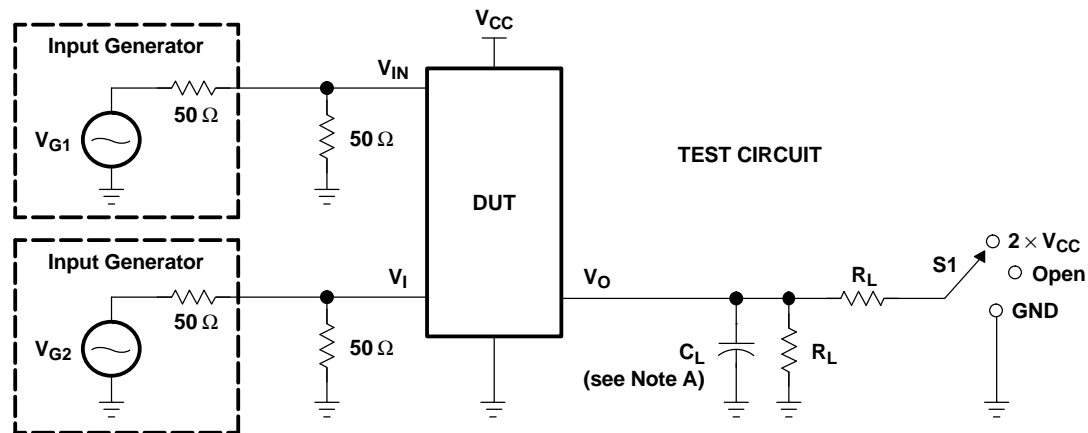 VCC
Input Generator
VIN
50 Ω
VG1
50 Ω
TEST CIRCUIT
DUT
Input Generator
VI
50 Ω
VG2
50 Ω
VO
RL
S1
2 × VCC
Open
GND
CL
(see Note A)
RL